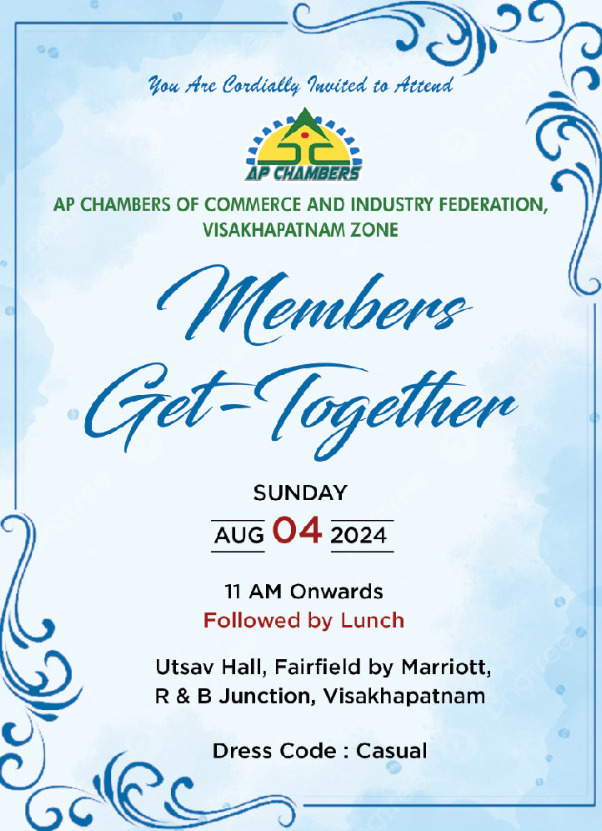 You Are Cordially Invited to Attend
AP CHAMBERS
AP CHAMBERS OF COMMERCE AND INDUSTRY FEDERATION,
VISAKHAPATNAM ZONE
Members
Get-Together
SUNDAY
AUG 04 2024
11 AM Onwards
Followed by Lunch
Utsav Hall, Fairfield by Marriott,
R & B Junction, Visakhapatnam
Dress Code : Casual